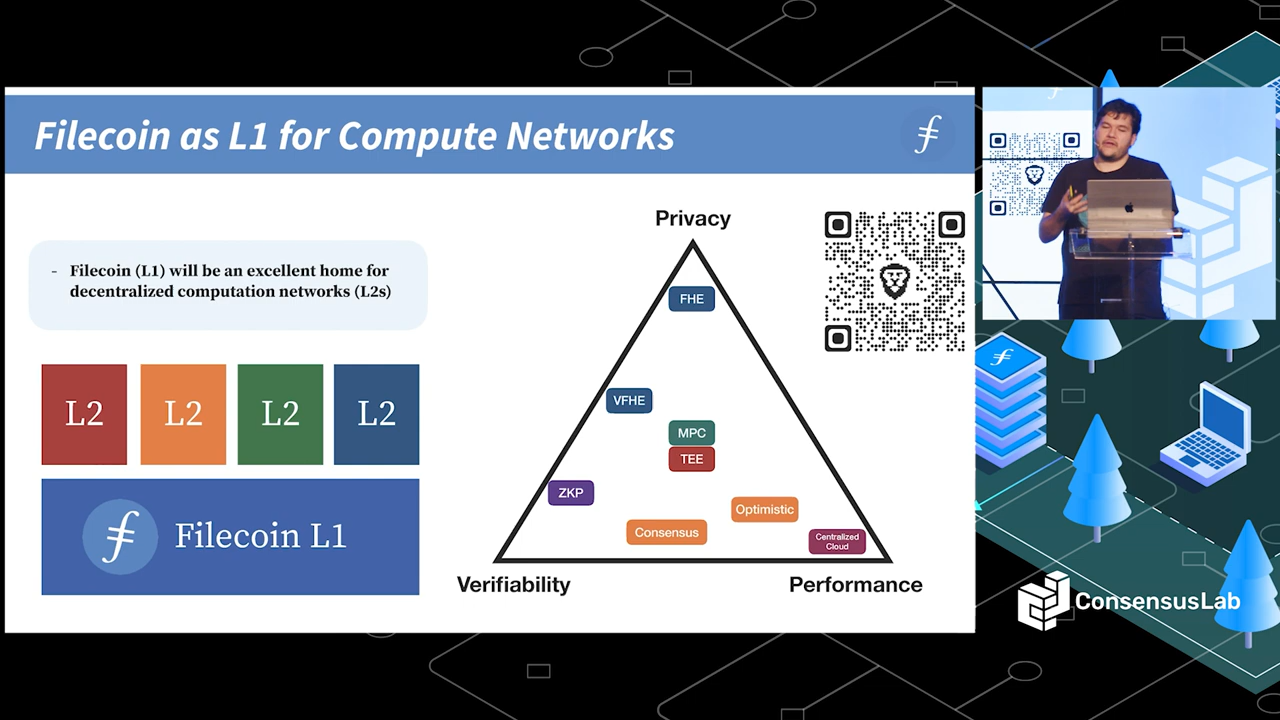 Filecoin as L1 for Compute Networks
- Filecoin (L1) will be an excellent home for
decentralized computation networks (L2s)
L2 L2 L2 L2
Filecoin L1
Privacy
FHE
VFHE
MPC
TEE
ZKP
Optimistic
Consensus
Centralized
Cloud
Verifiability
Performance
ConsensusLab